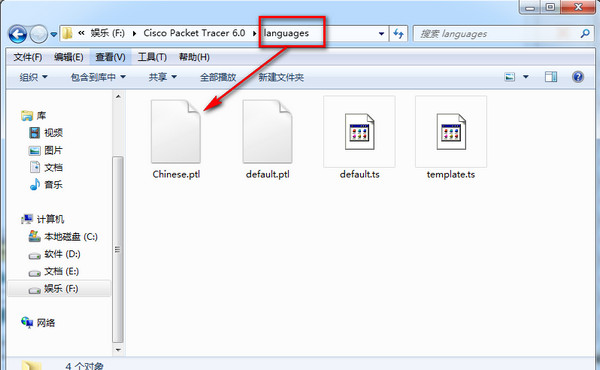 « 娱乐 (F:) Cisco Packet Tracer 6.0 languages 搜索 languages
文件(F) 编辑(E) 查看(V) 工具(T) 帮助(H)
组织 包含到库中 共享 全部播放 新建文件夹
库
视频
图片
文档
音乐
计算机
本地磁盘 (C:)
软件 (D:)
文档 (E:)
娱乐 (F:)
网络
Chinese.ptl default.ptl default.ts template.ts
4 个对象